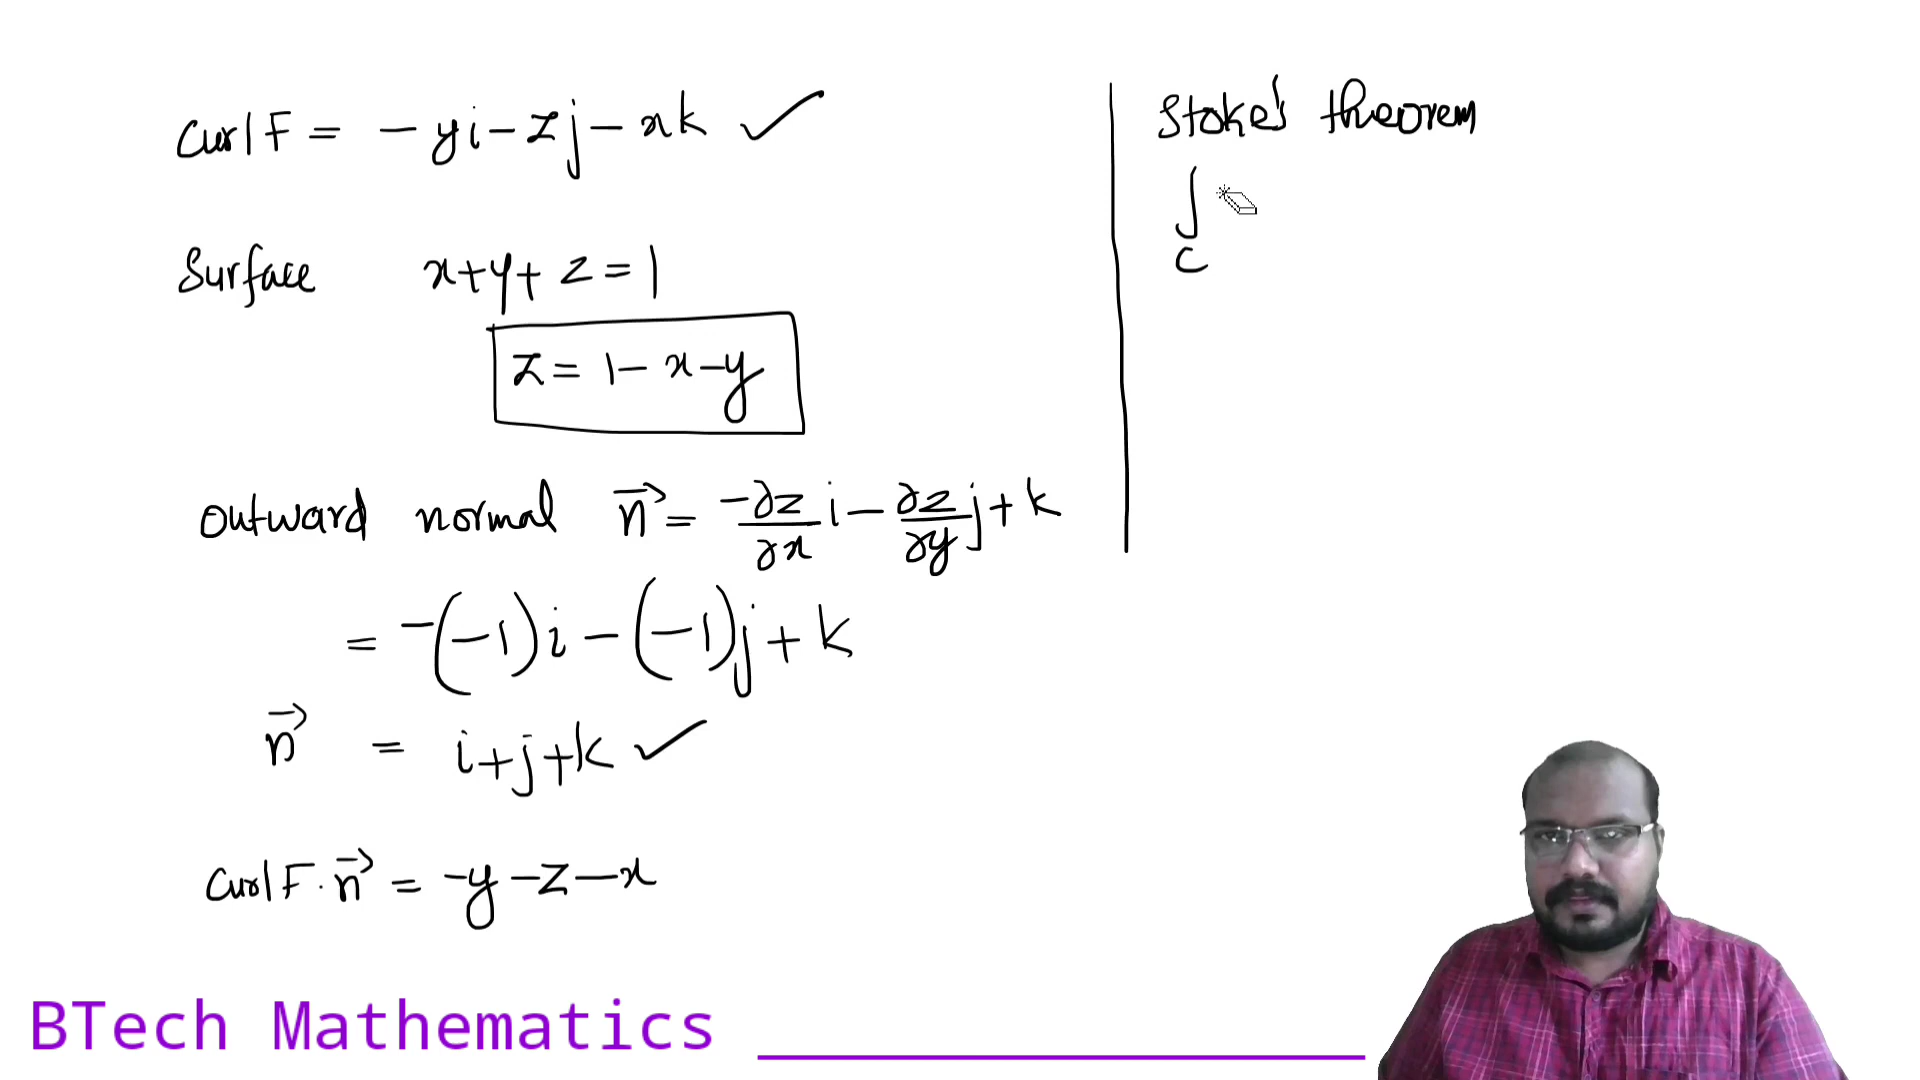 Curl F = - yi - zj - xk ✓
Surface x+y+ z = 1
z = 1 - x - y
Outward normal n⃗ = -∂z/∂x i - ∂z/∂y j + k
= -(-1)i - (-1)j + k
n⃗ = i+j+k ✓
Curl F . n⃗ = -y - z - x
Stoke's theorem
∫
C
BTech Mathematics